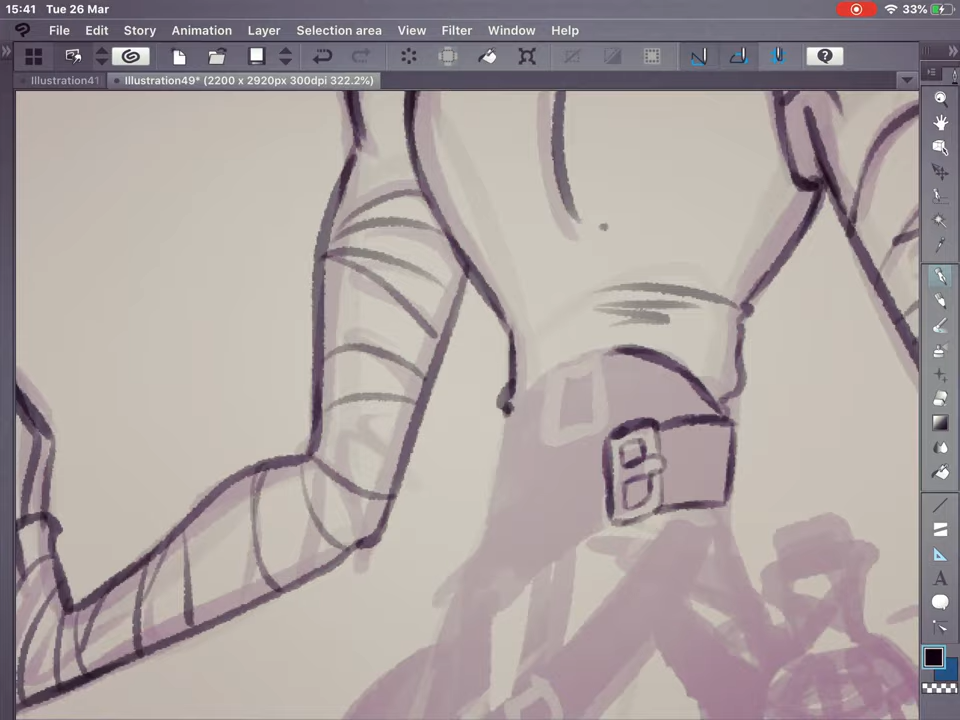 15:41 Tue 26 Mar 33%
File Edit Story Animation Layer Selection area View Filter Window Help
Illustration41 Illustration49* (2200 x 2920px 300dpi 322.2%)
A